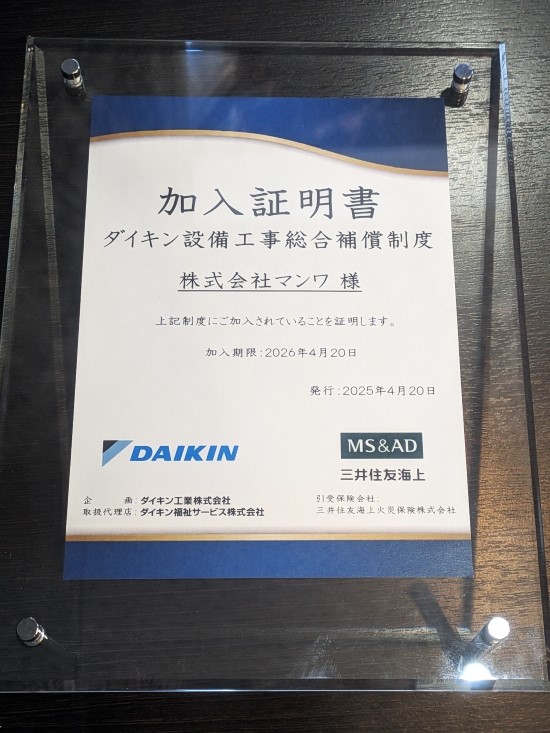 加入証明書
ダイキン設備工事総合補償制度
株式会社マンワ 様
上記制度にご加入されていることを証明します。
加入期限：2026年4月20日
発行：2025年4月20日
DAIKIN
企　　画：ダイキン工業株式会社
取扱代理店：ダイキン福祉サービス株式会社
MS&AD
三井住友海上
引受保険会社：
三井住友海上火災保険株式会社